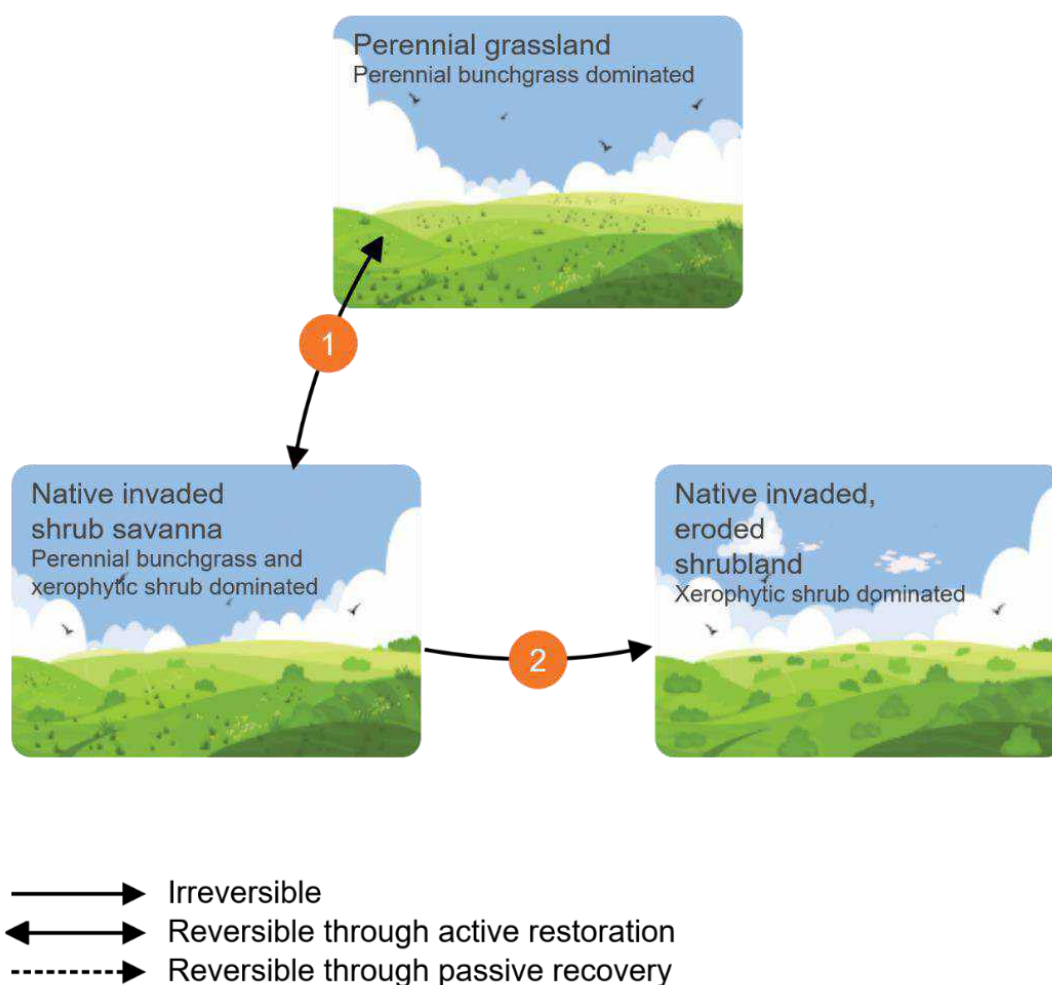 Perennial grassland
Perennial bunchgrass dominated
1
Native invaded
shrub savanna
Perennial bunchgrass and
xerophytic shrub dominated
Native invaded,
eroded
shrubland
Xerophytic shrub dominated
2
Irreversible
Reversible through active restoration
Reversible through passive recovery